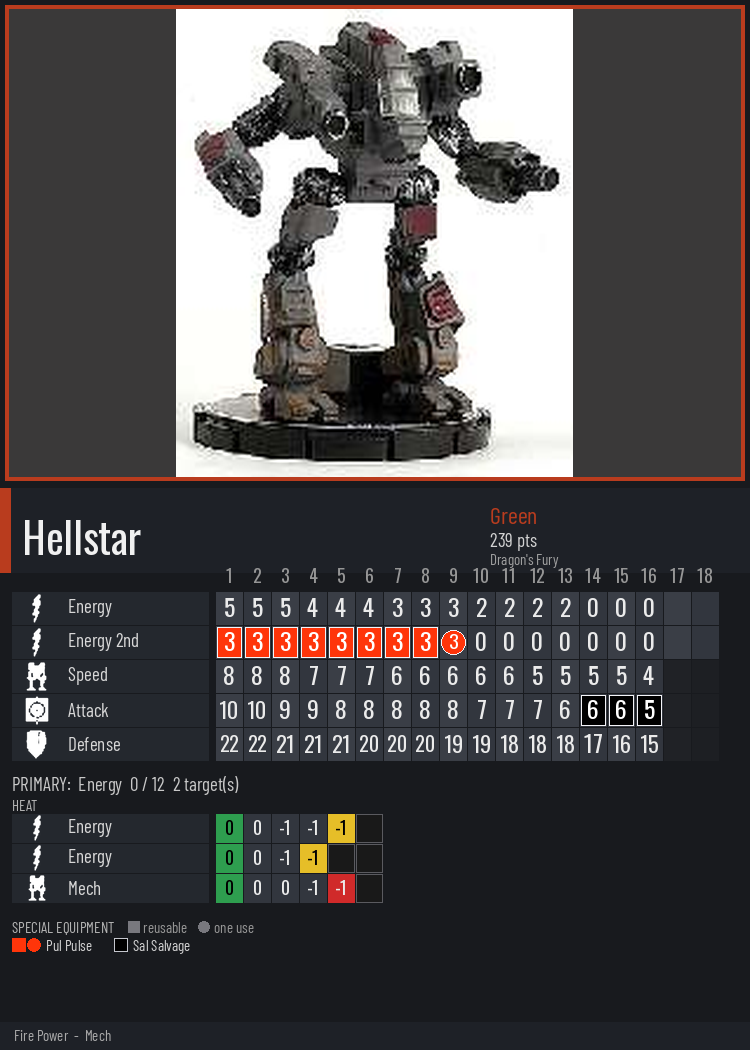 Hellstar
Green
239 pts
Dragon's Fury
1 2 3 4 5 6 7 8 9 10 11 12 13 14 15 16 17 18
Energy 5 5 5 4 4 4 3 3 3 2 2 2 2 0 0 0
Energy 2nd 3 3 3 3 3 3 3 3 3 0 0 0 0 0 0 0
Speed 8 8 8 7 7 7 6 6 6 6 6 5 5 5 5 4
Attack 10 10 9 9 8 8 8 8 8 7 7 7 6 6 6 5
Defense 22 22 21 21 21 20 20 20 19 19 18 18 18 17 16 15
PRIMARY: Energy 0 / 12 2 target(s)
HEAT
Energy 0 0 -1 -1 -1
Energy 0 0 -1 -1
Mech 0 0 0 -1 -1
SPECIAL EQUIPMENT reusable one use
Pul Pulse Sal Salvage
Fire Power - Mech